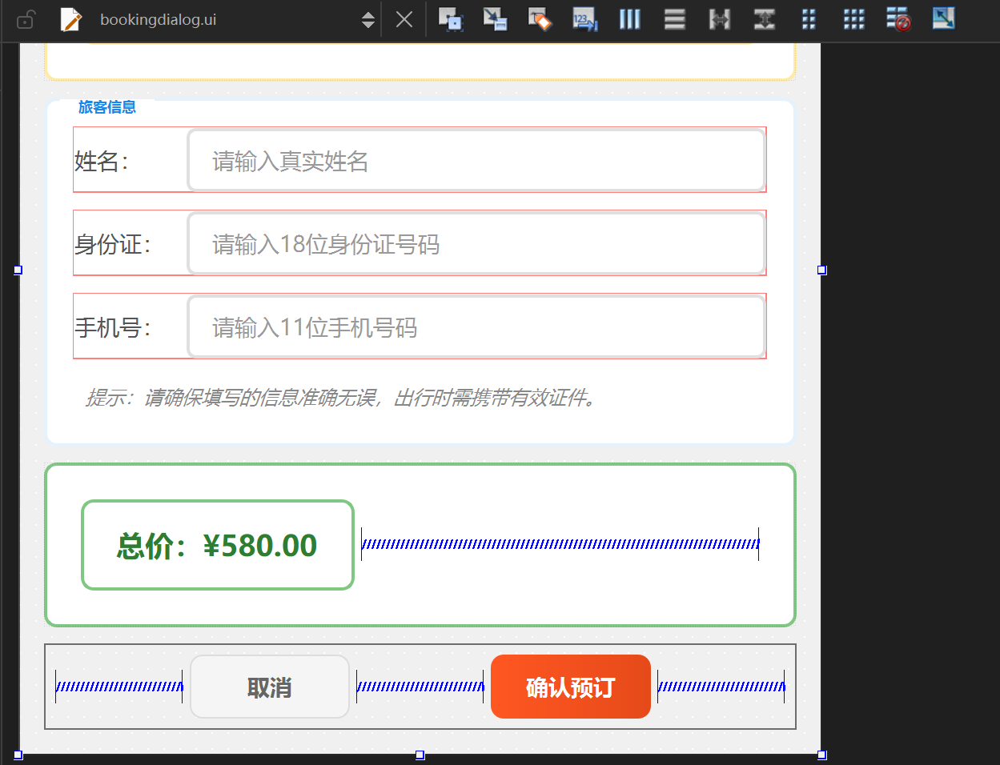 bookingdialog.ui
123
旅客信息
姓名：
请输入真实姓名
身份证：
请输入18位身份证号码
手机号：
请输入11位手机号码
提示：请确保填写的信息准确无误，出行时需携带有效证件。
总价：¥580.00
取消
确认预订